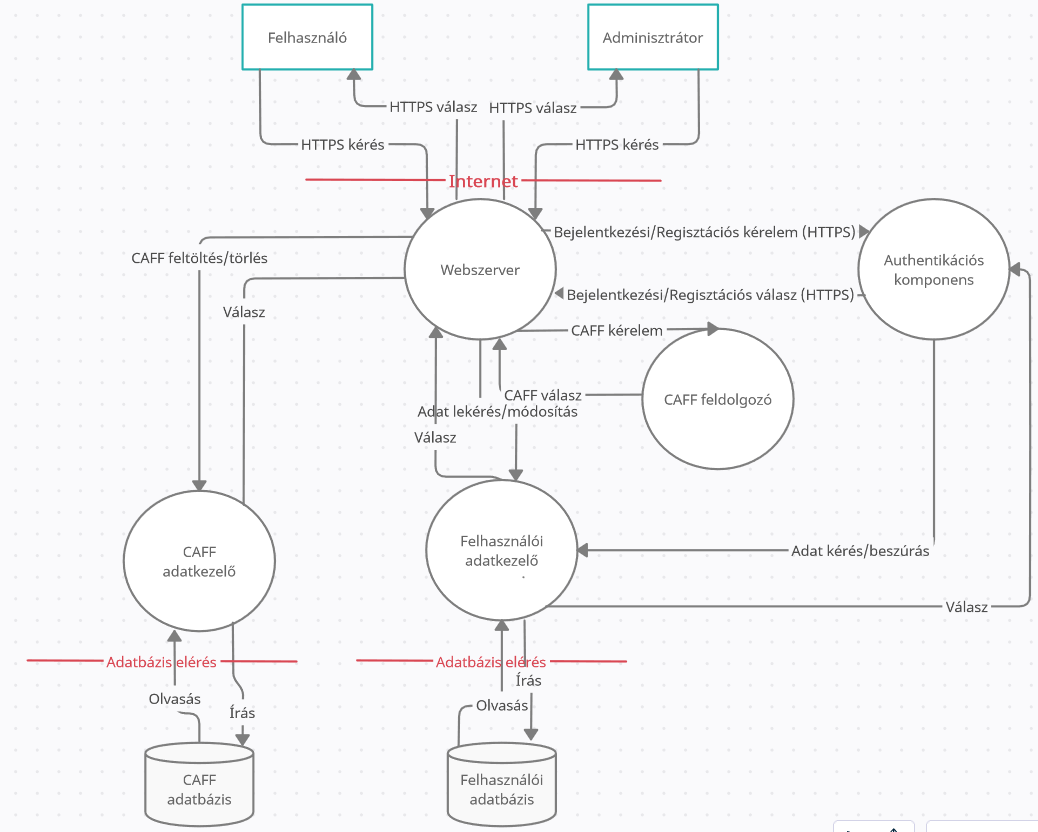 Felhasználó
Adminisztrátor
HTTPS válasz
HTTPS válasz
HTTPS kérés
HTTPS kérés
Internet
Bejelentkezési/Regisztációs kérelem (HTTPS)
CAFF feltöltés/törlés
Webszerver
Authentikációs
komponens
Bejelentkezési/Regisztációs válasz (HTTPS)
Válasz
CAFF kérelem
CAFF válasz
CAFF feldolgozó
Adat lekérés/módosítás
Válasz
CAFF
adatkezelő
Felhasználói
adatkezelő
Adat kérés/beszúrás
Válasz
Adatbázis elérés
Adatbázis elérés
Írás
Olvasás
Olvasás
Írás
CAFF
adatbázis
Felhasználói
adatbázis